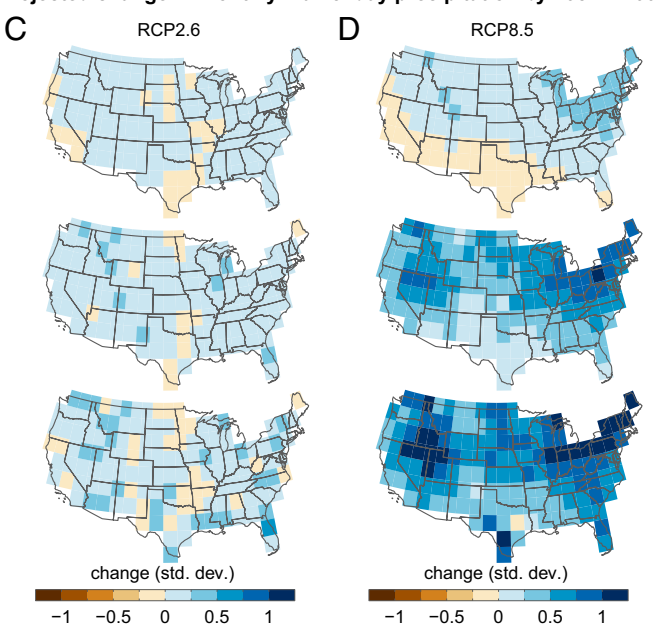 C RCP2.6 D RCP8.5
change (std. dev.) change (std. dev.)
−1 −0.5 0 0.5 1 −1 −0.5 0 0.5 1